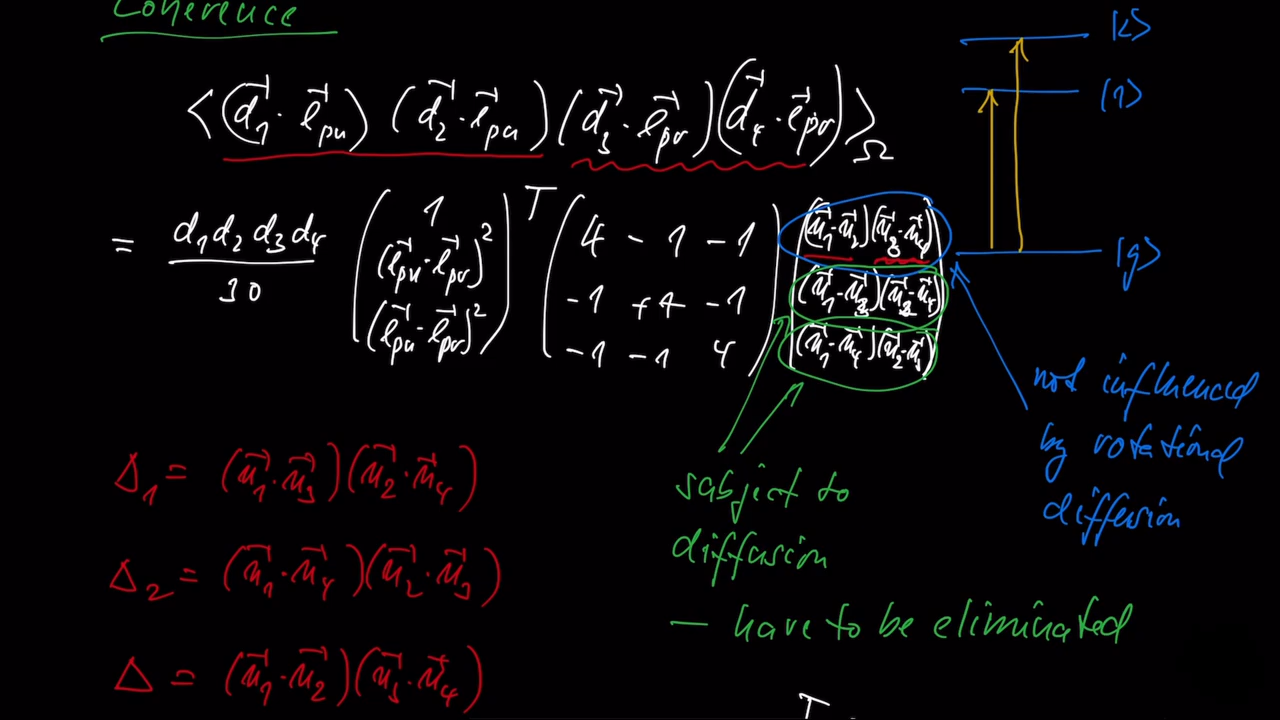 Coherence
|2>
|1>
< (d⃗₁ · e⃗ₚᵤ) (d⃗₂ · e⃗ₚᵤ) (d⃗₃ · e⃗ₚᵣ)(d⃗₄ · e⃗ₚᵣ) >_Ω
= d₁d₂d₃d₄ / 30 ( 1 ; (e⃗ₚᵤ · e⃗ₚᵣ)² ; (e⃗ₚᵤ · e⃗ₚᵣ)² )ᵀ ( 4 -1 -1 ; -1 +4 -1 ; -1 -1 4 ) ( (u⃗₁ · u⃗₂)(u⃗₃ · u⃗₄) ; (u⃗₁ · u⃗₃)(u⃗₂ · u⃗₄) ; (u⃗₁ · u⃗₄)(u⃗₂ · u⃗₃) )
|g>
not influenced
by rotational
diffusion
Δ₁ = (u⃗₁ · u⃗₃)(u⃗₂ · u⃗₄)
subject to
diffusion
Δ₂ = (u⃗₁ · u⃗₄)(u⃗₂ · u⃗₃)
— have to be eliminated
Δ = (u⃗₁ · u⃗₂)(u⃗₃ · u⃗₄)
T